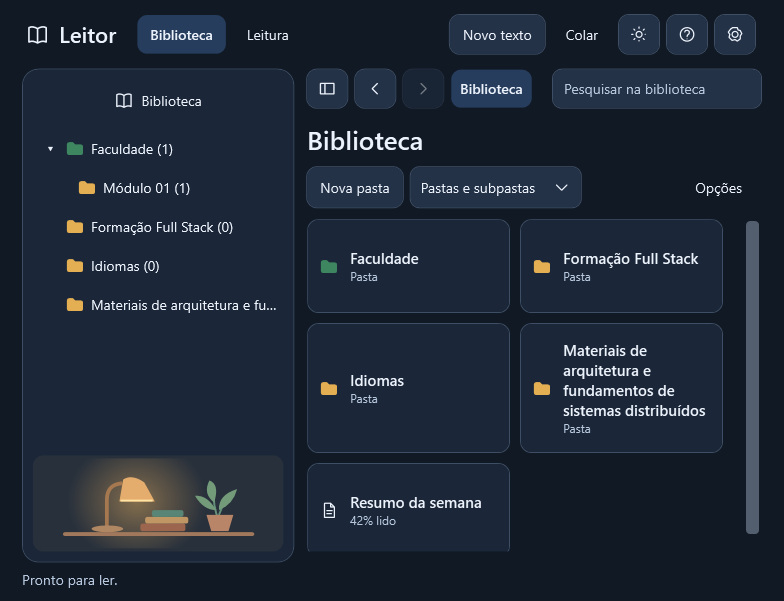 Leitor
Biblioteca
Leitura
Novo texto
Colar
Biblioteca
Faculdade (1)
Módulo 01 (1)
Formação Full Stack (0)
Idiomas (0)
Materiais de arquitetura e fu...
Biblioteca
Pesquisar na biblioteca
Biblioteca
Nova pasta
Pastas e subpastas
Opções
Faculdade
Pasta
Formação Full Stack
Pasta
Idiomas
Pasta
Materiais de
arquitetura e
fundamentos de
sistemas distribuídos
Pasta
Resumo da semana
42% lido
Pronto para ler.